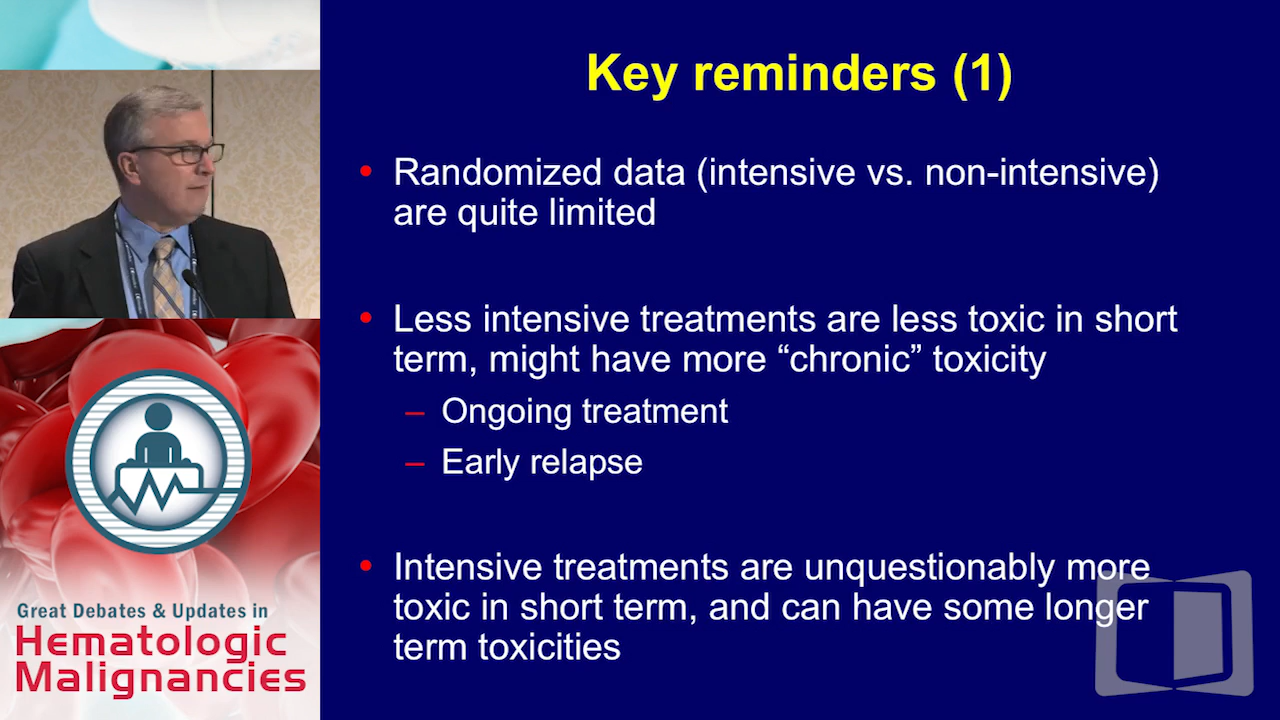 Key reminders (1)
• Randomized data (intensive vs. non-intensive)
are quite limited
• Less intensive treatments are less toxic in short
term, might have more “chronic” toxicity
– Ongoing treatment
– Early relapse
• Intensive treatments are unquestionably more
toxic in short term, and can have some longer
term toxicities
Great Debates & Updates in
Hematologic
Malignancies